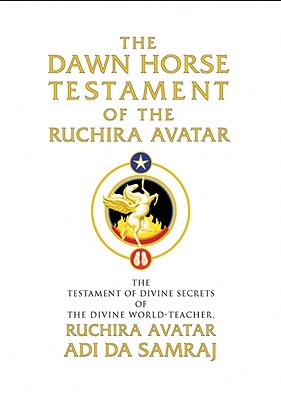 THE
DAWN HORSE
TESTAMENT
OF THE
RUCHIRA AVATAR
THE
TESTAMENT OF DIVINE SECRETS
OF
THE DIVINE WORLD-TEACHER,
RUCHIRA AVATAR
ADI DA SAMRAJ